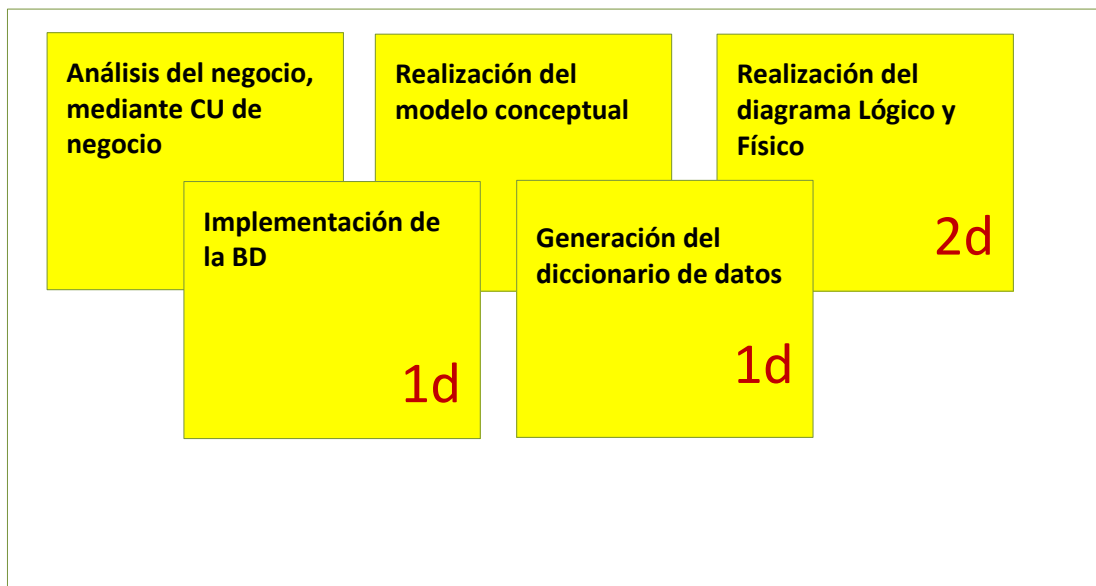 Análisis del negocio,
mediante CU de
negocio
Realización del
modelo conceptual
Realización del
diagrama Lógico y
Físico
2d
Implementación de
la BD
1d
Generación del
diccionario de datos
1d